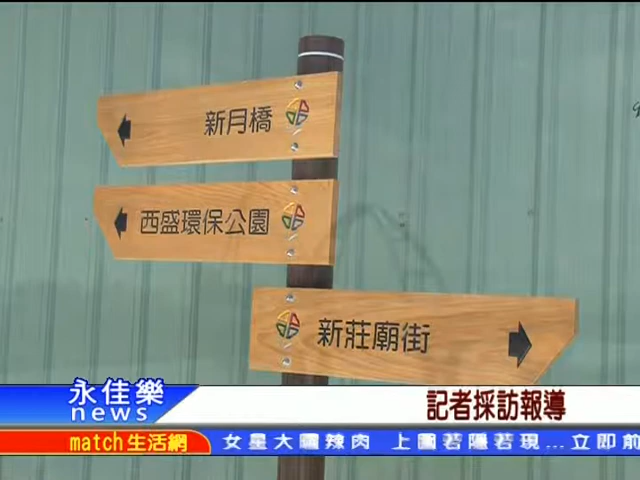 新月橋
西盛環保公園
新莊廟街
永佳樂
news
記者採訪報導
match生活網
女星大露辣肉 上圍若隱若現...立即前